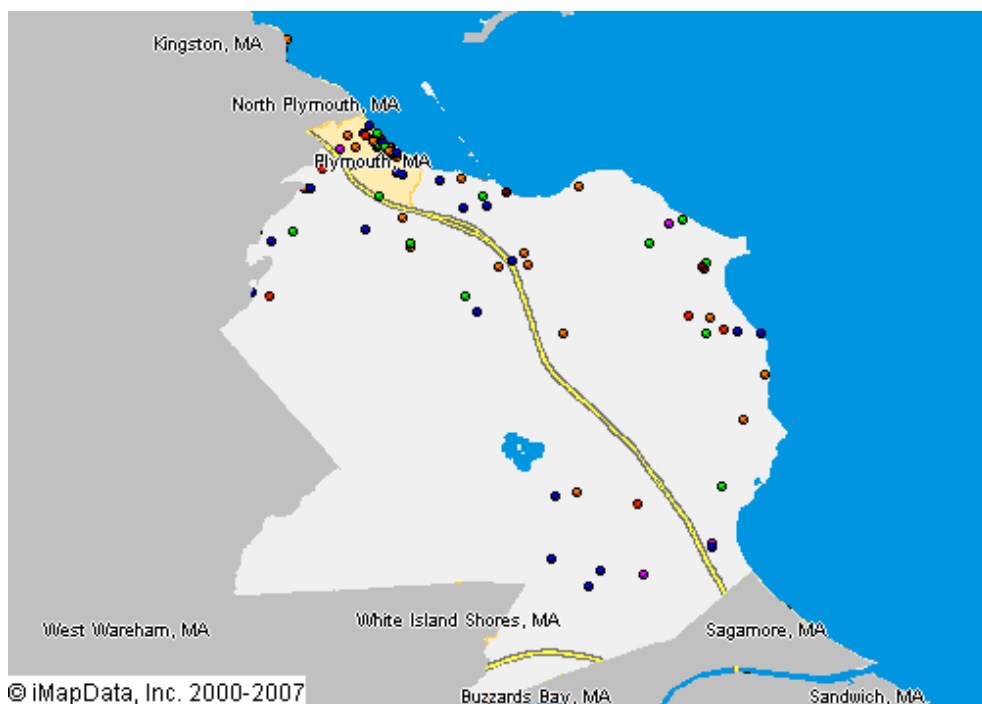 Kingston, MA
North Plymouth, MA
Plymouth, MA
White Island Shores, MA
West Wareham, MA
Sagamore, MA
© iMapData, Inc. 2000-2007
Buzzards Bay, MA
Sandwich, MA